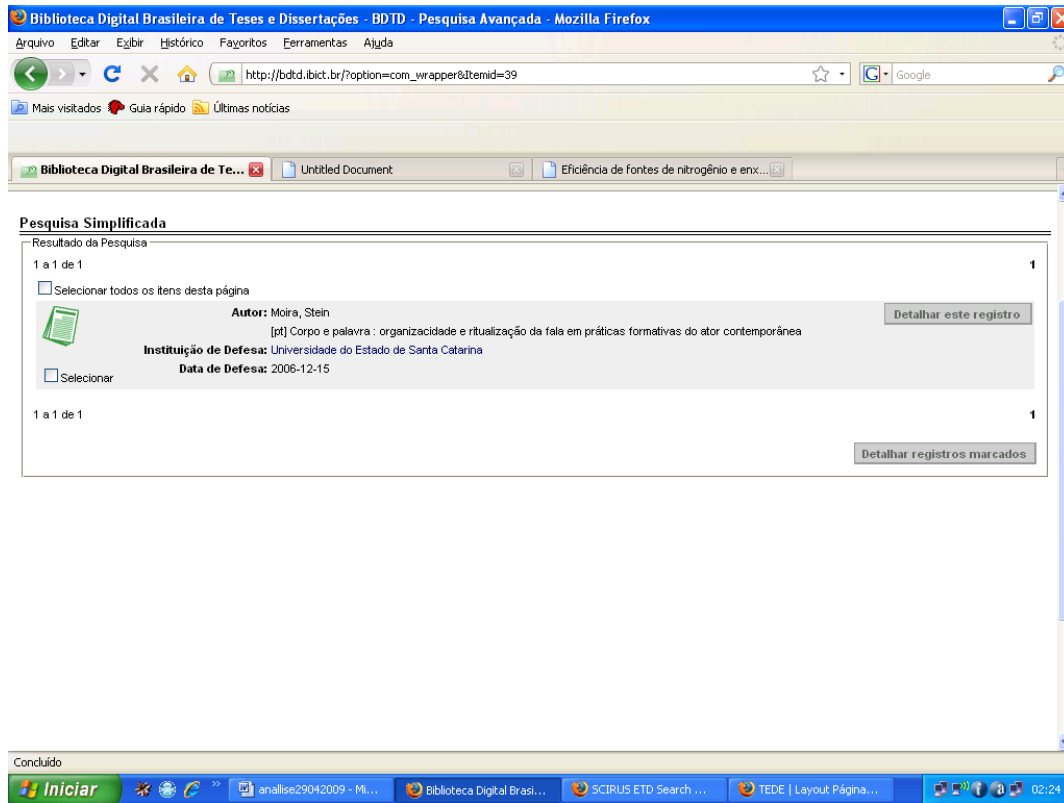 Biblioteca Digital Brasileira de Teses e Dissertações - BDTD - Pesquisa Avançada - Mozilla Firefox
Arquivo Editar Exibir Histórico Favoritos Ferramentas Ajuda
http://bdtd.ibict.br/?option=com_wrapper&Itemid=39 G Google
Mais visitados Guia rápido Últimas notícias
Biblioteca Digital Brasileira de Te... Untitled Document Eficiência de fontes de nitrogênio e enx...
Pesquisa Simplificada
Resultado da Pesquisa
1 a 1 de 1 1
Selecionar todos os itens desta página
Autor: Moira, Stein Detalhar este registro
[pt] Corpo e palavra : organizacidade e ritualização da fala em práticas formativas do ator contemporânea
Instituição de Defesa: Universidade do Estado de Santa Catarina
Data de Defesa: 2006-12-15
Selecionar
1 a 1 de 1 1
Detalhar registros marcados
Concluído
Iniciar » anallise29042009 - Mi... Biblioteca Digital Brasi... SCIRUS ETD Search ... TEDE | Layout Página... 02:24